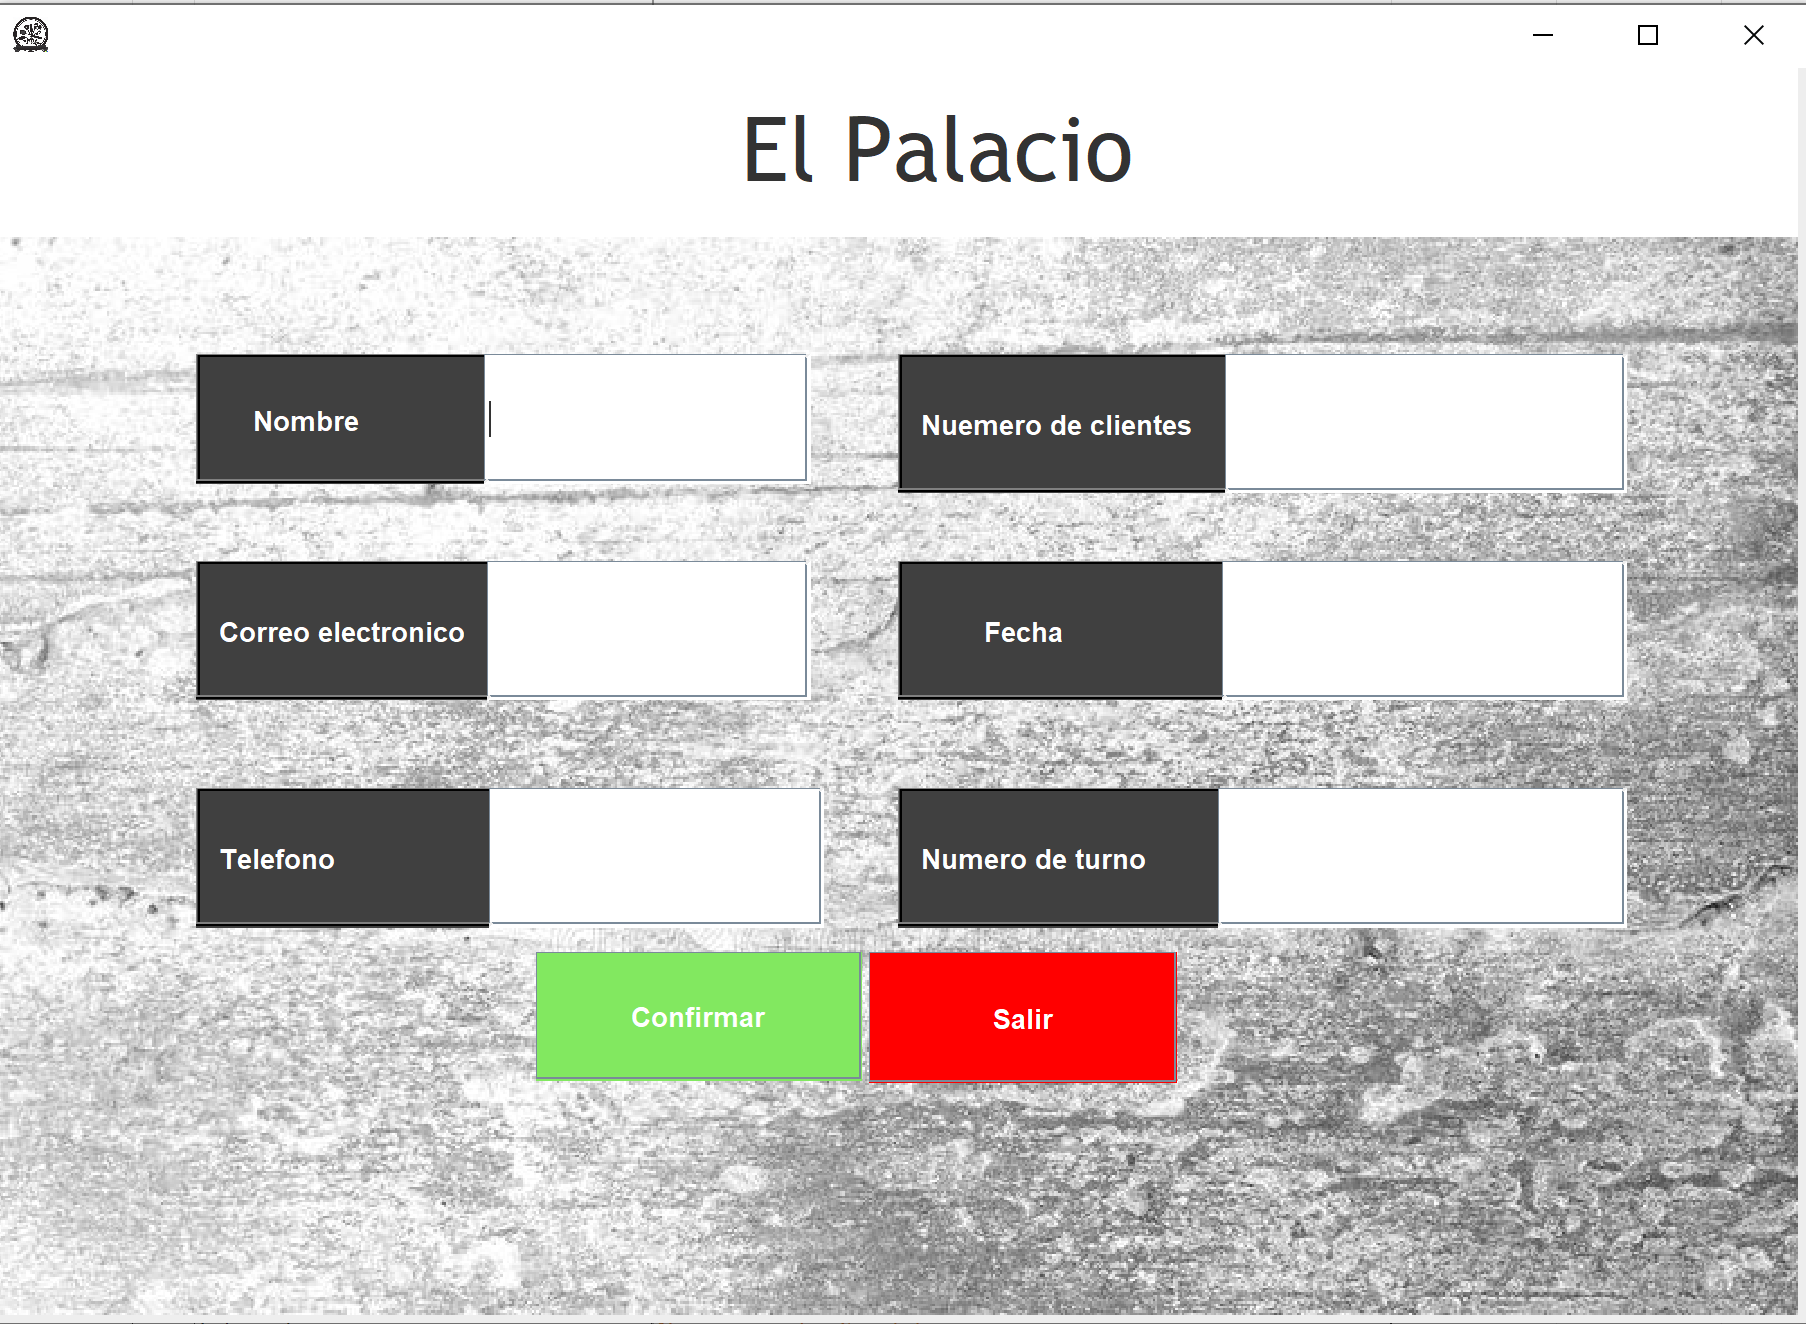 El Palacio
Nombre
Nuemero de clientes
Correo electronico
Fecha
Telefono
Numero de turno
Confirmar
Salir